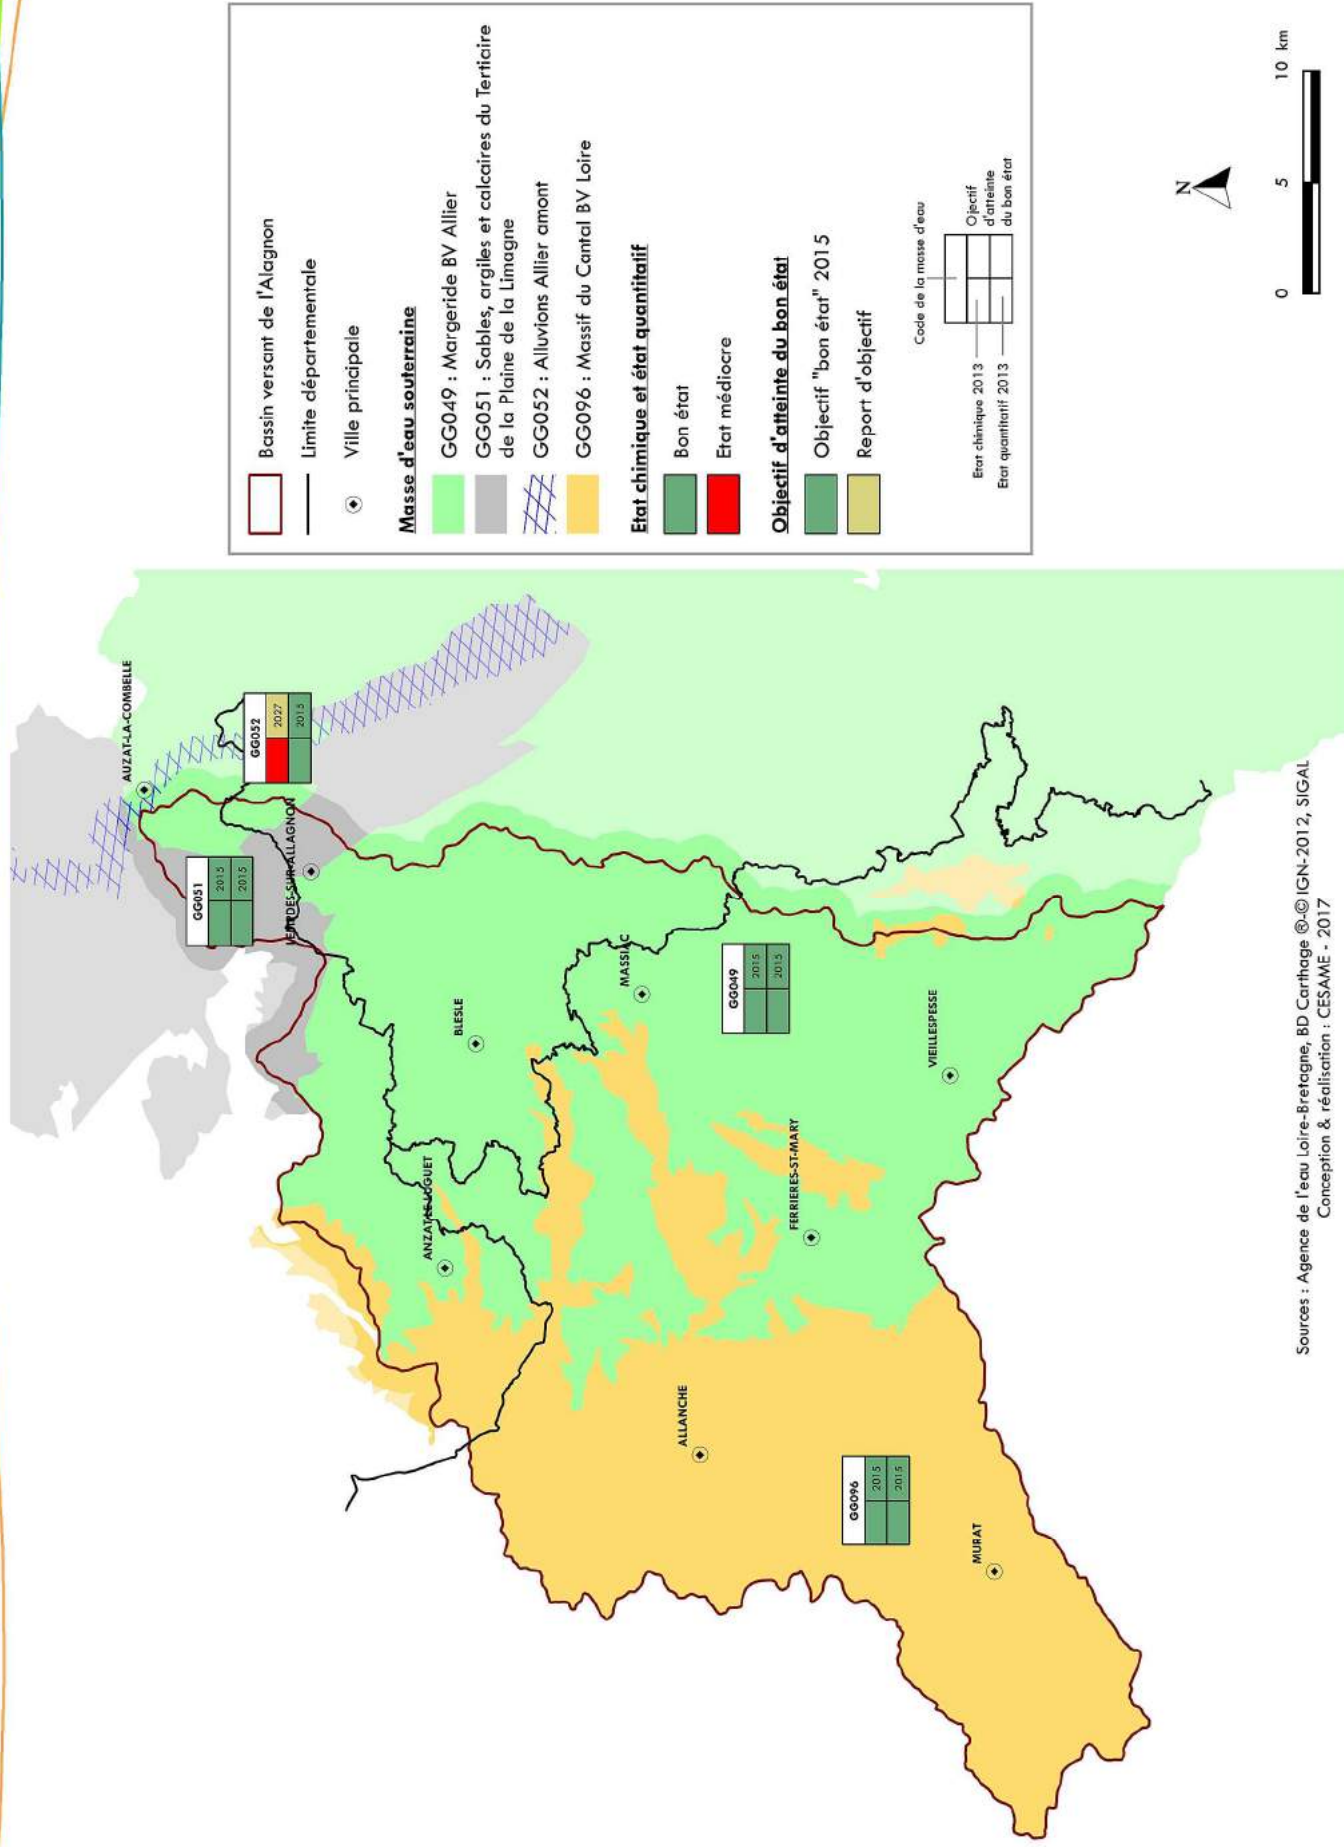 AUZAT-LA-COMBELLE
GG052
2027
2015
GG051
2015
2015
LEMPDES-SUR-ALLAGNON
BLESLE
MASSIAC
ANZAT-LE-LUGUET
GG049
2015
2015
VIEILLESPESSE
FERRIERES-ST-MARY
ALLANCHE
GG096
2015
2015
MURAT
Bassin versant de l'Alagnon
Limite départementale
Ville principale
Masse d'eau souterraine
GG049 : Margeride BV Allier
GG051 : Sables, argiles et calcaires du Tertiaire
de la Plaine de la Limagne
GG052 : Alluvions Allier amont
GG096 : Massif du Cantal BV Loire
Etat chimique et état quantitatif
Bon état
Etat médiocre
Objectif d'atteinte du bon état
Objectif "bon état" 2015
Report d'objectif
Code de la masse d'eau
Etat chimique 2013
Etat quantitatif 2013
Ojectif
d'atteinte
du bon état
N
0 5 10 km
Sources : Agence de l'eau Loire-Bretagne, BD Carthage ®-© IGN-2012, SIGAL
Conception & réalisation : CESAME - 2017